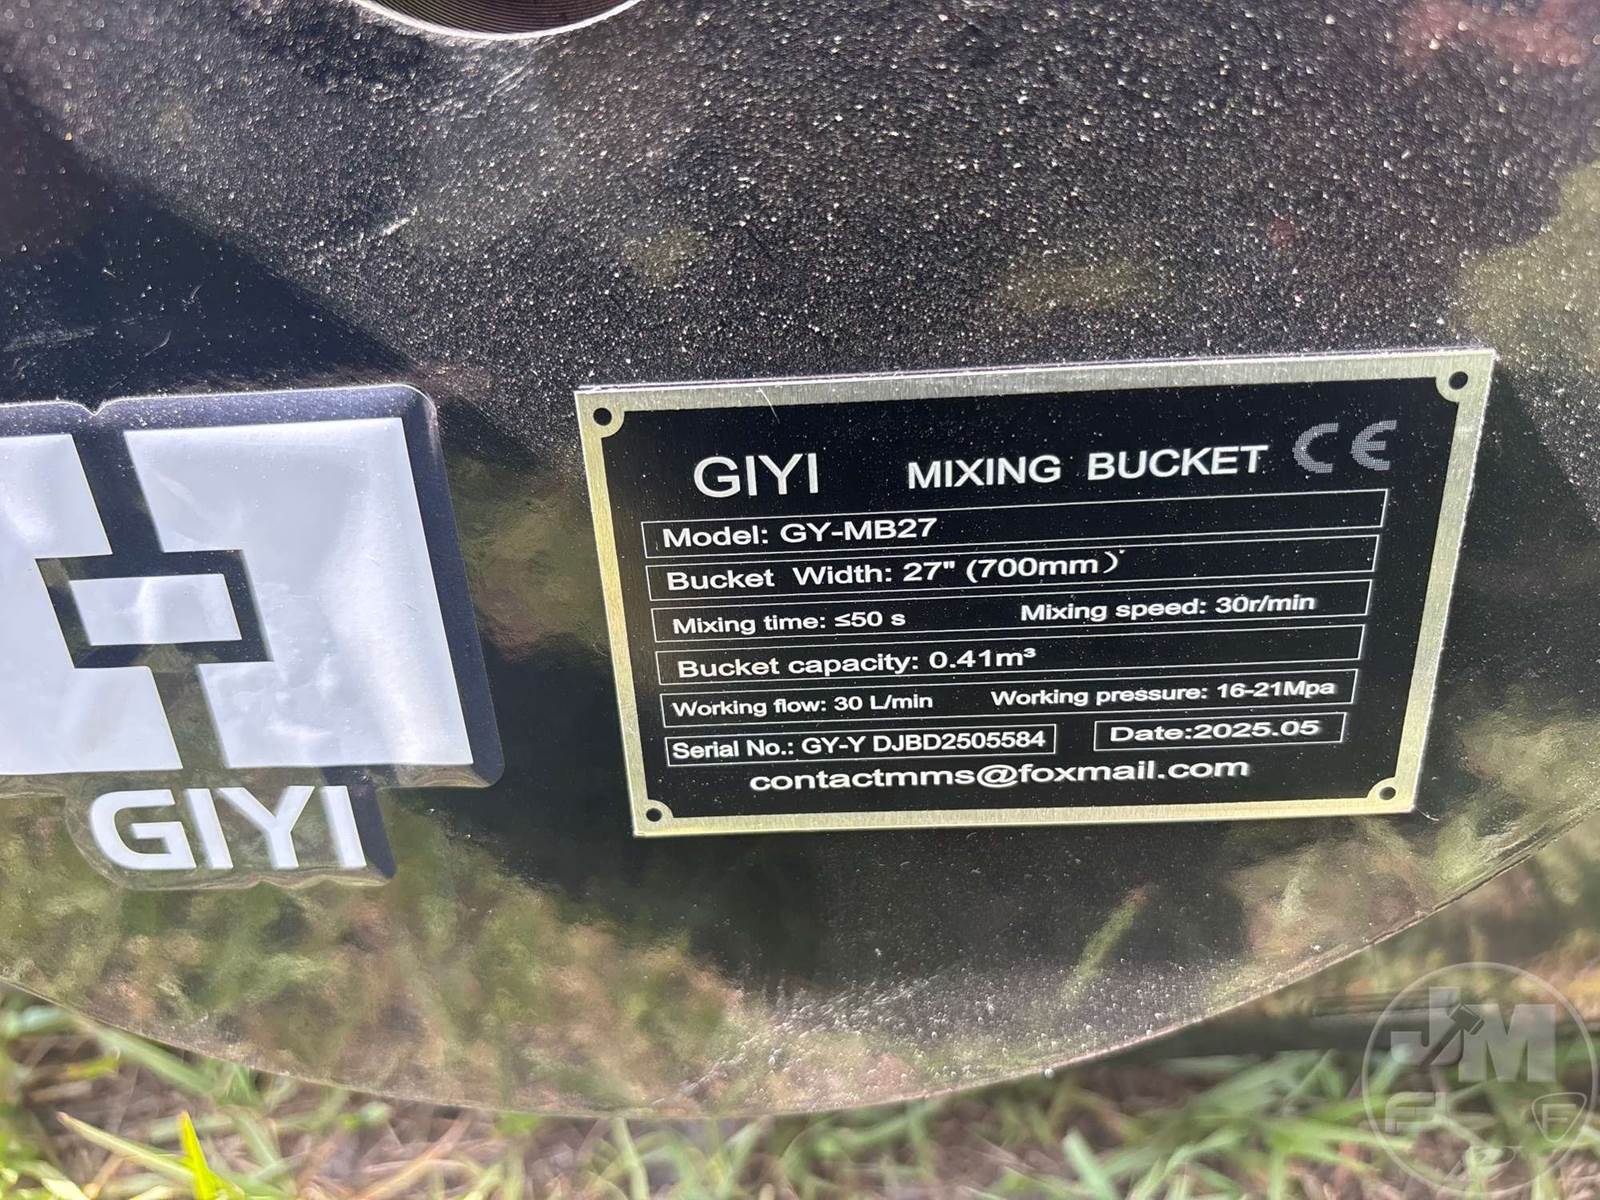 GIYI MIXING BUCKET CE
Model: GY-MB27
Bucket Width: 27" (700mm）
Mixing time: ≤50 s Mixing speed: 30r/min
Bucket capacity: 0.41m³
Working flow: 30 L/min Working pressure: 16-21Mpa
Serial No.: GY-Y DJBD2505584 Date:2025.05
contactmms@foxmail.com
GIYI
JM